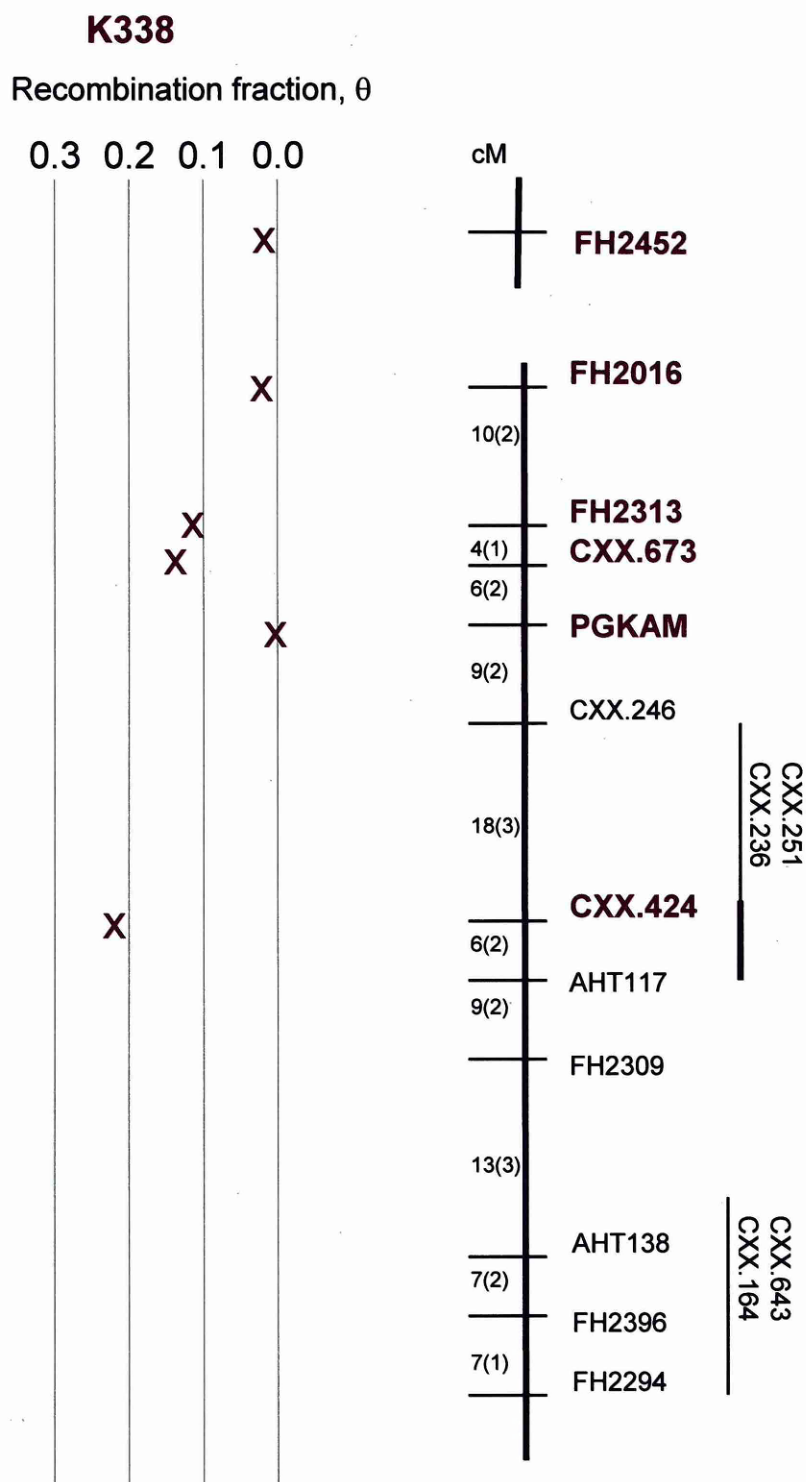 K338
Recombination fraction, θ
0.3 0.2 0.1 0.0
cM
X
FH2452
X
FH2016
10(2)
X
FH2313
4(1)
X
CXX.673
6(2)
X
PGKAM
9(2)
CXX.246
18(3)
CXX.251
CXX.236
X
CXX.424
6(2)
AHT117
9(2)
FH2309
13(3)
AHT138
CXX.643
CXX.164
7(2)
FH2396
7(1)
FH2294